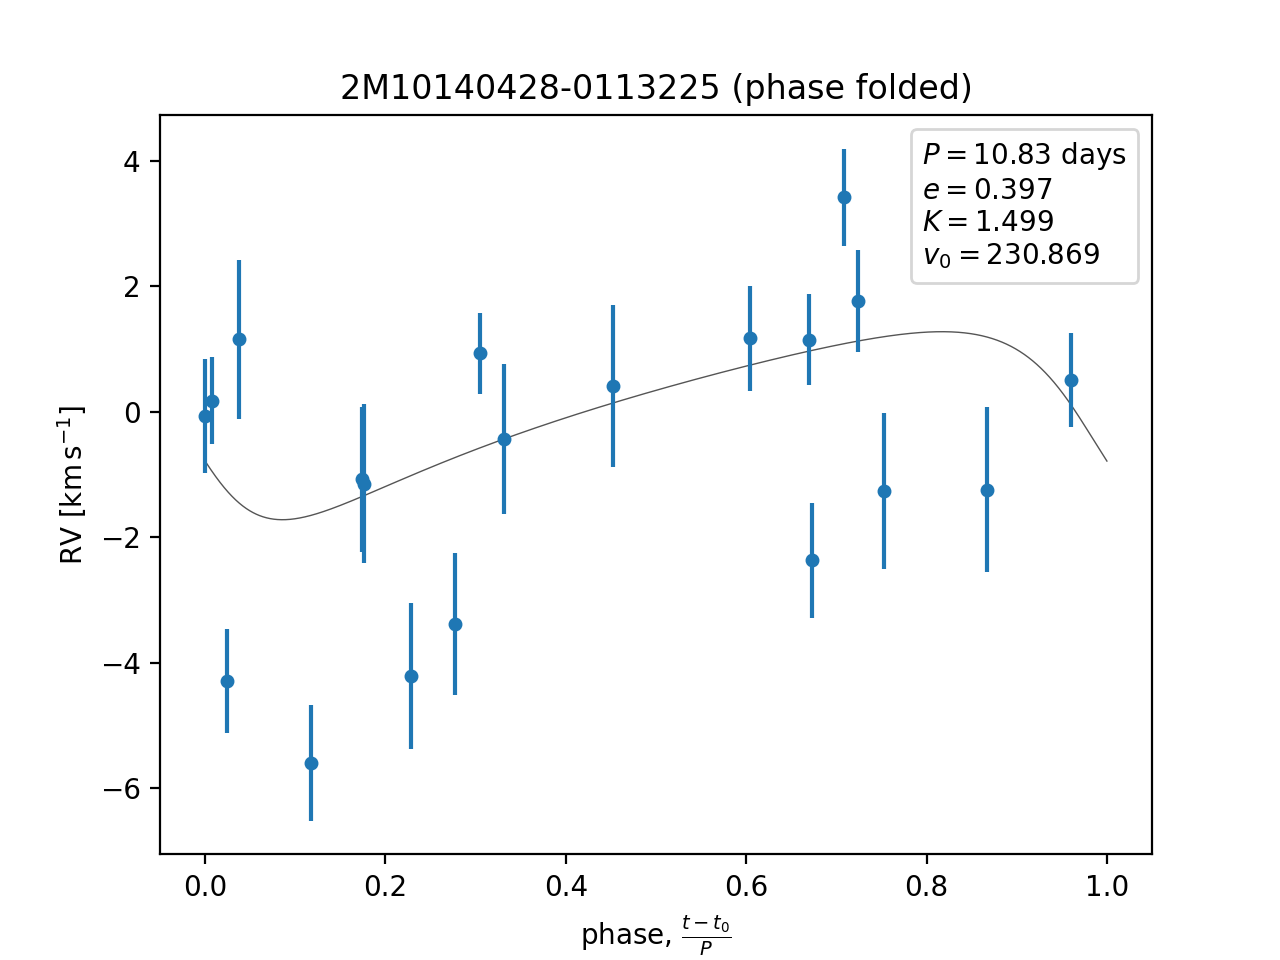 2M10140428-0113225 (phase folded)
P = 10.83 days
e = 0.397
K = 1.499
v₀ = 230.869
4
2
0
−2
−4
−6
RV [km s⁻¹]
0.0 0.2 0.4 0.6 0.8 1.0
phase, (t − t₀)/P